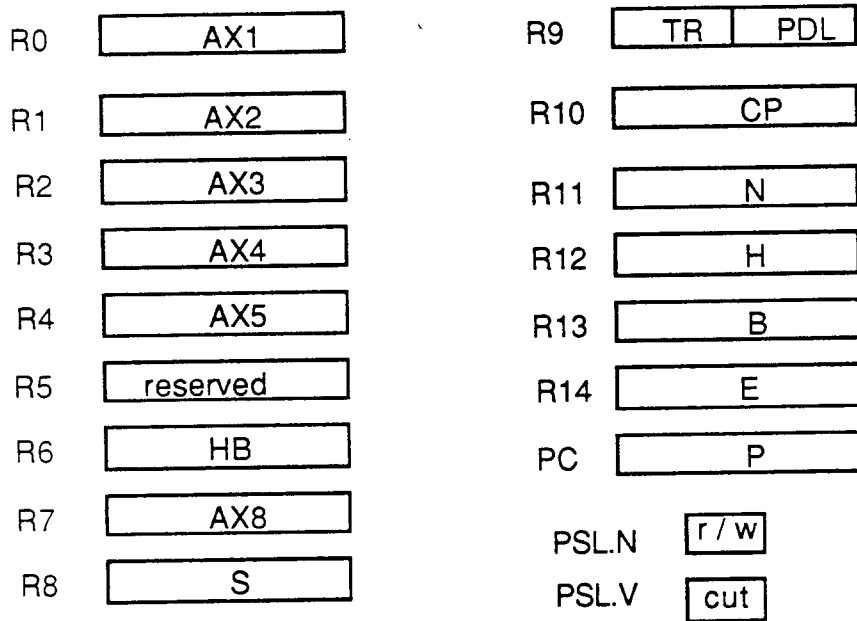 R0 AX1
R1 AX2
R2 AX3
R3 AX4
R4 AX5
R5 reserved
R6 HB
R7 AX8
R8 S
R9 TR PDL
R10 CP
R11 N
R12 H
R13 B
R14 E
PC P
PSL.N r / w
PSL.V cut